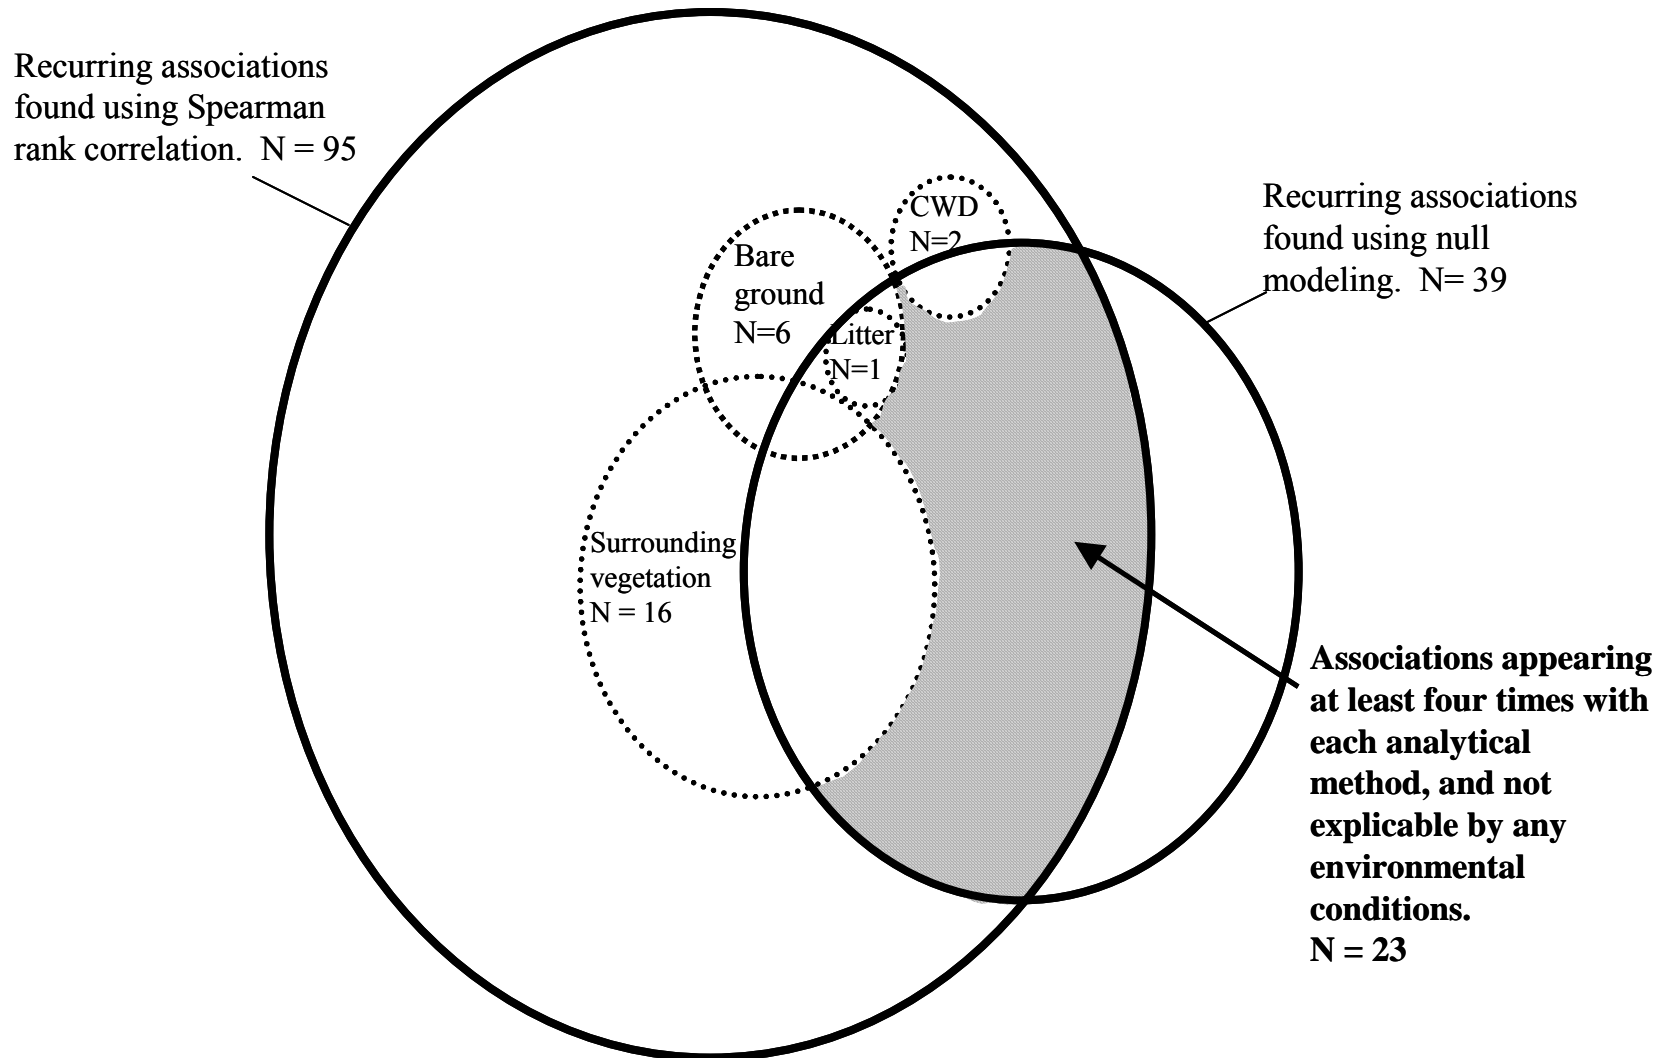 Recurring associations
found using Spearman
rank correlation.  N = 95
CWD
N=2
Bare
ground
N=6
Litter
N=1
Recurring associations
found using null
modeling.  N= 39
Surrounding
vegetation
N = 16
Associations appearing
at least four times with
each analytical
method, and not
explicable by any
environmental
conditions.
N = 23